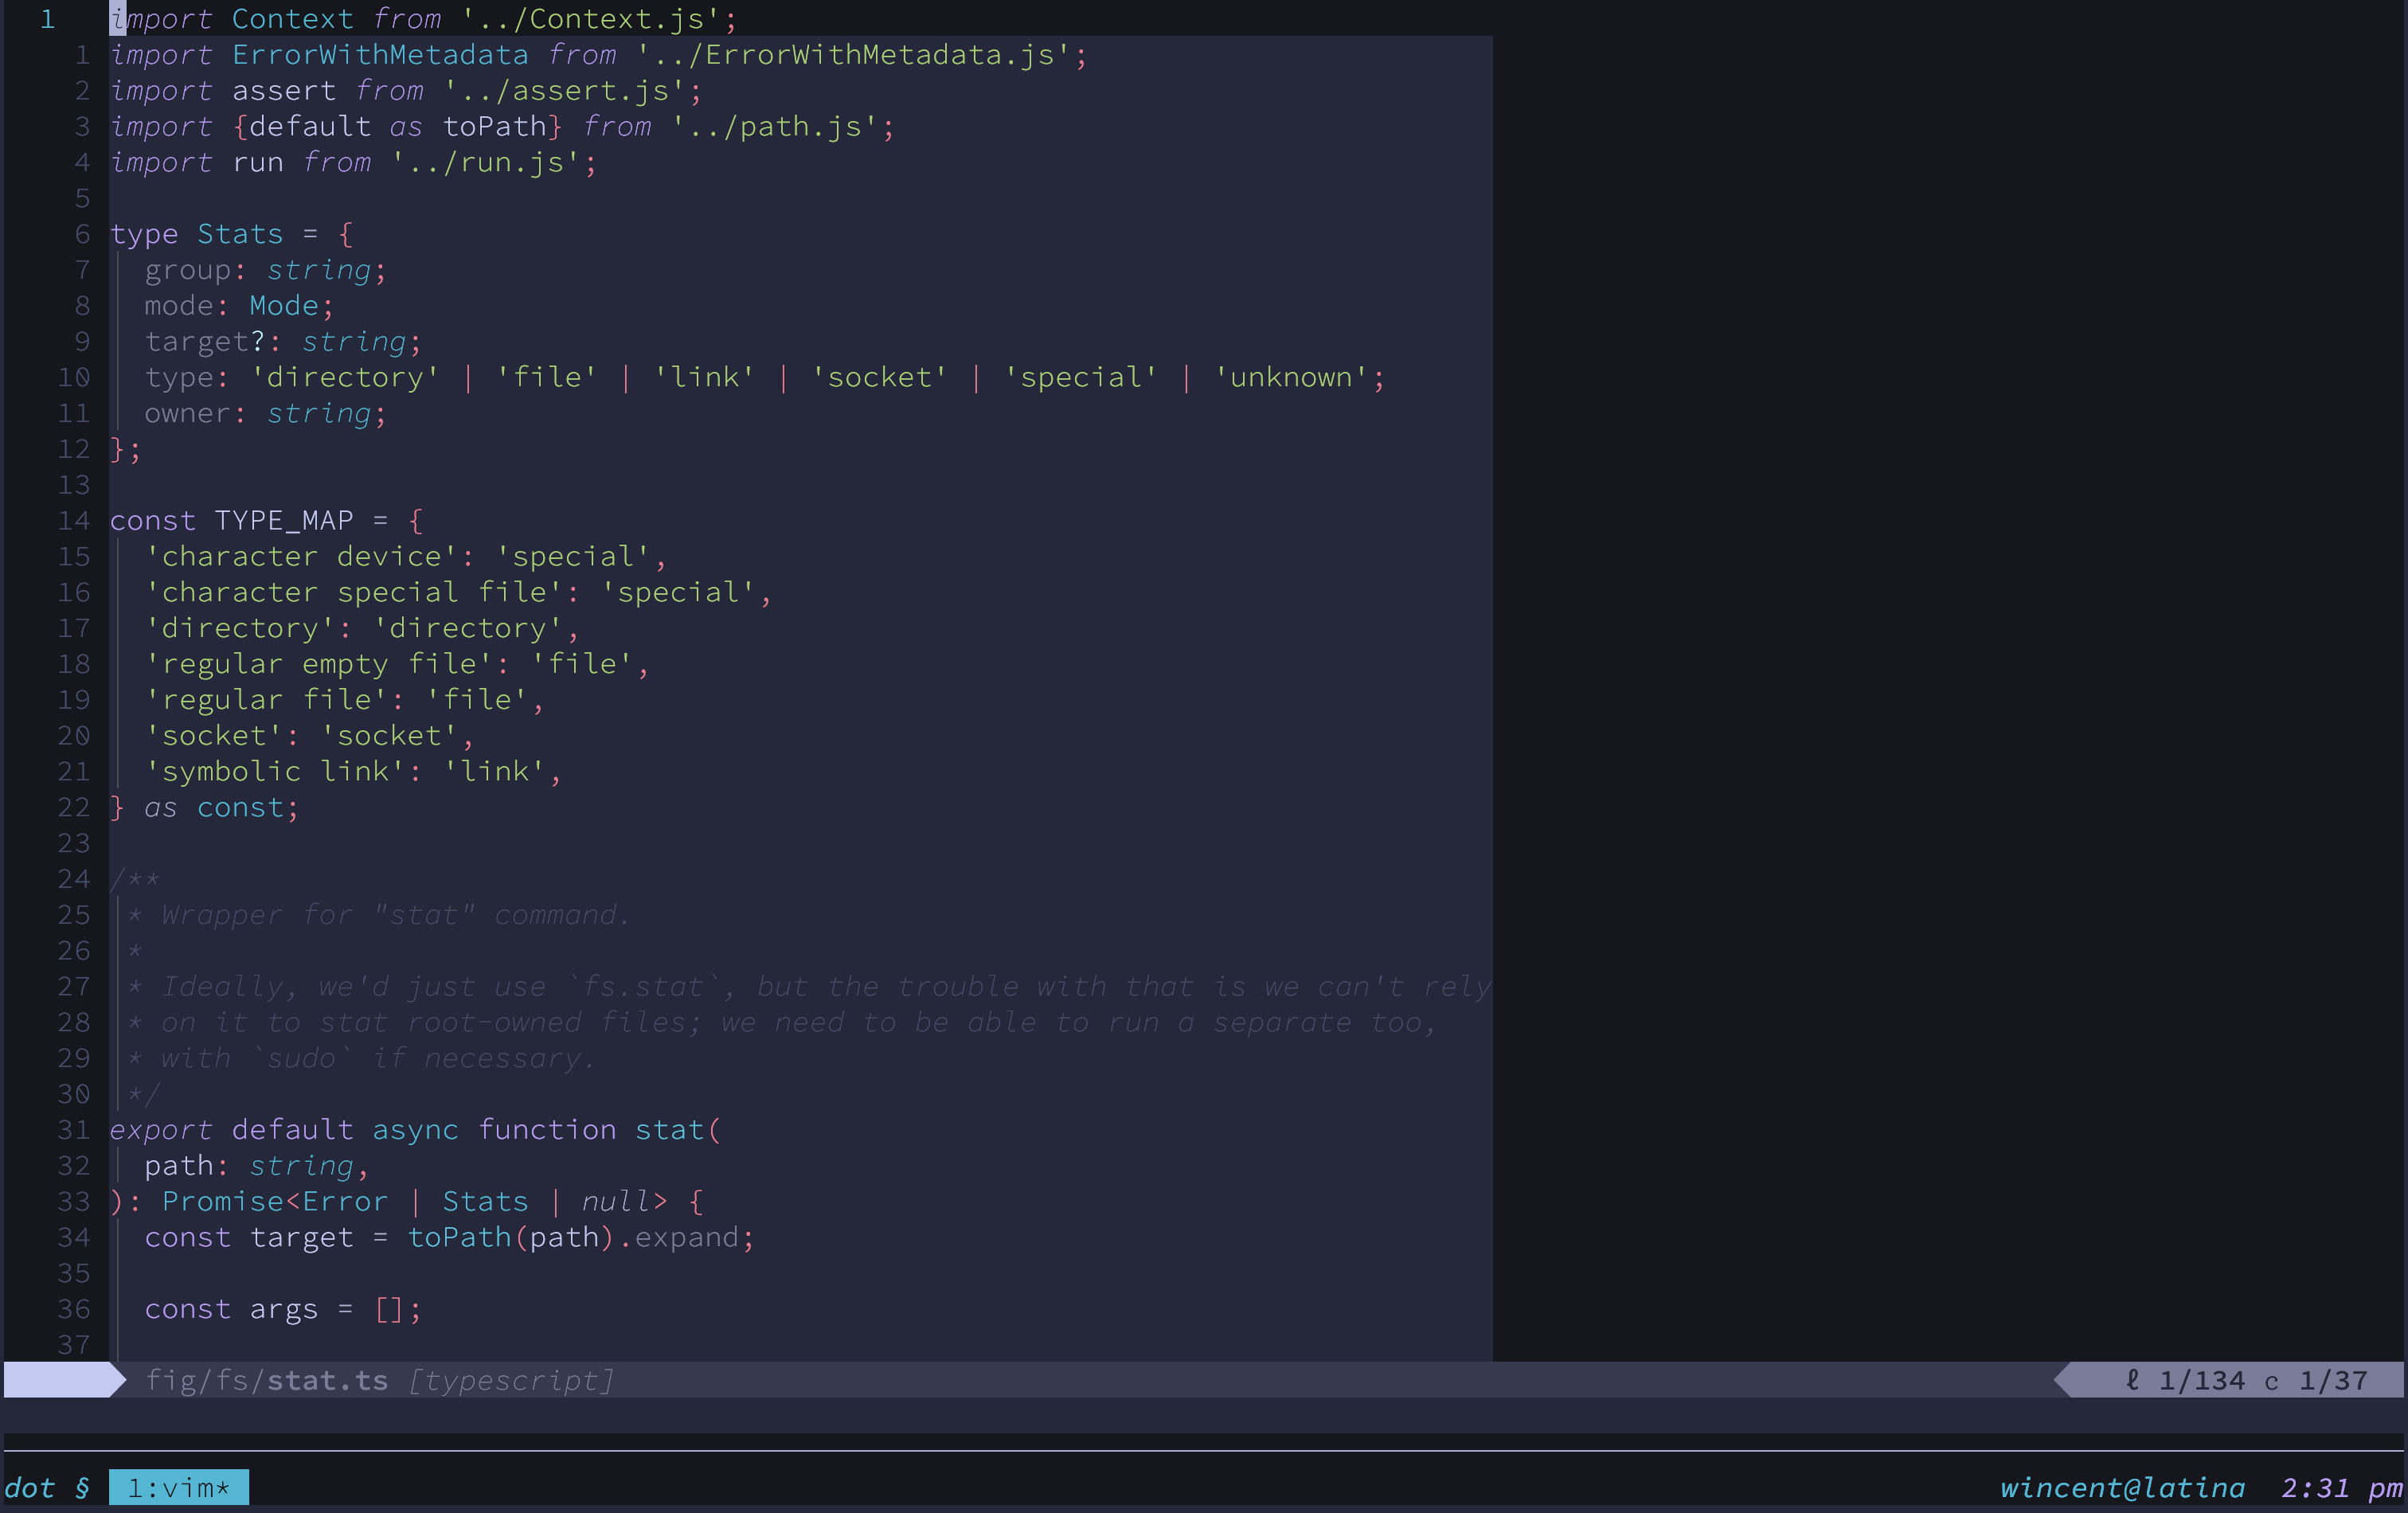 1 import Context from '../Context.js';
1 import ErrorWithMetadata from '../ErrorWithMetadata.js';
2 import assert from '../assert.js';
3 import {default as toPath} from '../path.js';
4 import run from '../run.js';
5
6 type Stats = {
7   group: string;
8   mode: Mode;
9   target?: string;
10   type: 'directory' | 'file' | 'link' | 'socket' | 'special' | 'unknown';
11   owner: string;
12 };
13
14 const TYPE_MAP = {
15   'character device': 'special',
16   'character special file': 'special',
17   'directory': 'directory',
18   'regular empty file': 'file',
19   'regular file': 'file',
20   'socket': 'socket',
21   'symbolic link': 'link',
22 } as const;
23
24 /**
25  * Wrapper for "stat" command.
26  *
27  * Ideally, we'd just use `fs.stat`, but the trouble with that is we can't rely
28  * on it to stat root-owned files; we need to be able to run a separate too,
29  * with `sudo` if necessary.
30  */
31 export default async function stat(
32   path: string,
33 ): Promise<Error | Stats | null> {
34   const target = toPath(path).expand;
35
36   const args = [];
37
fig/fs/stat.ts [typescript] ℓ 1/134 c 1/37
dot § 1:vim* wincent@latina 2:31 pm